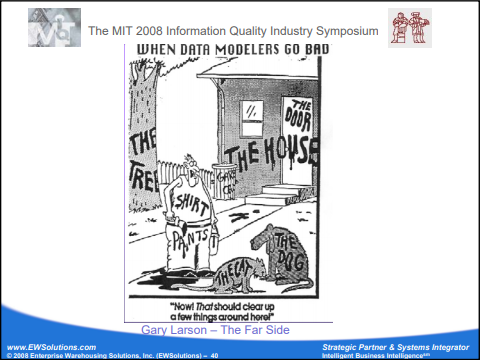 The MIT 2008 Information Quality Industry Symposium
WHEN DATA MODELERS GO BAD
THE
DOOR
THE
TREE
THE HOUSE
SHIRT
PANTS
THE CAT
THE
DOG
"Now! That should clear up
a few things around here!"
Gary Larson – The Far Side
www.EWSolutions.com
Strategic Partner & Systems Integrator
© 2008 Enterprise Warehousing Solutions, Inc. (EWSolutions) – 40
Intelligent Business Intelligence